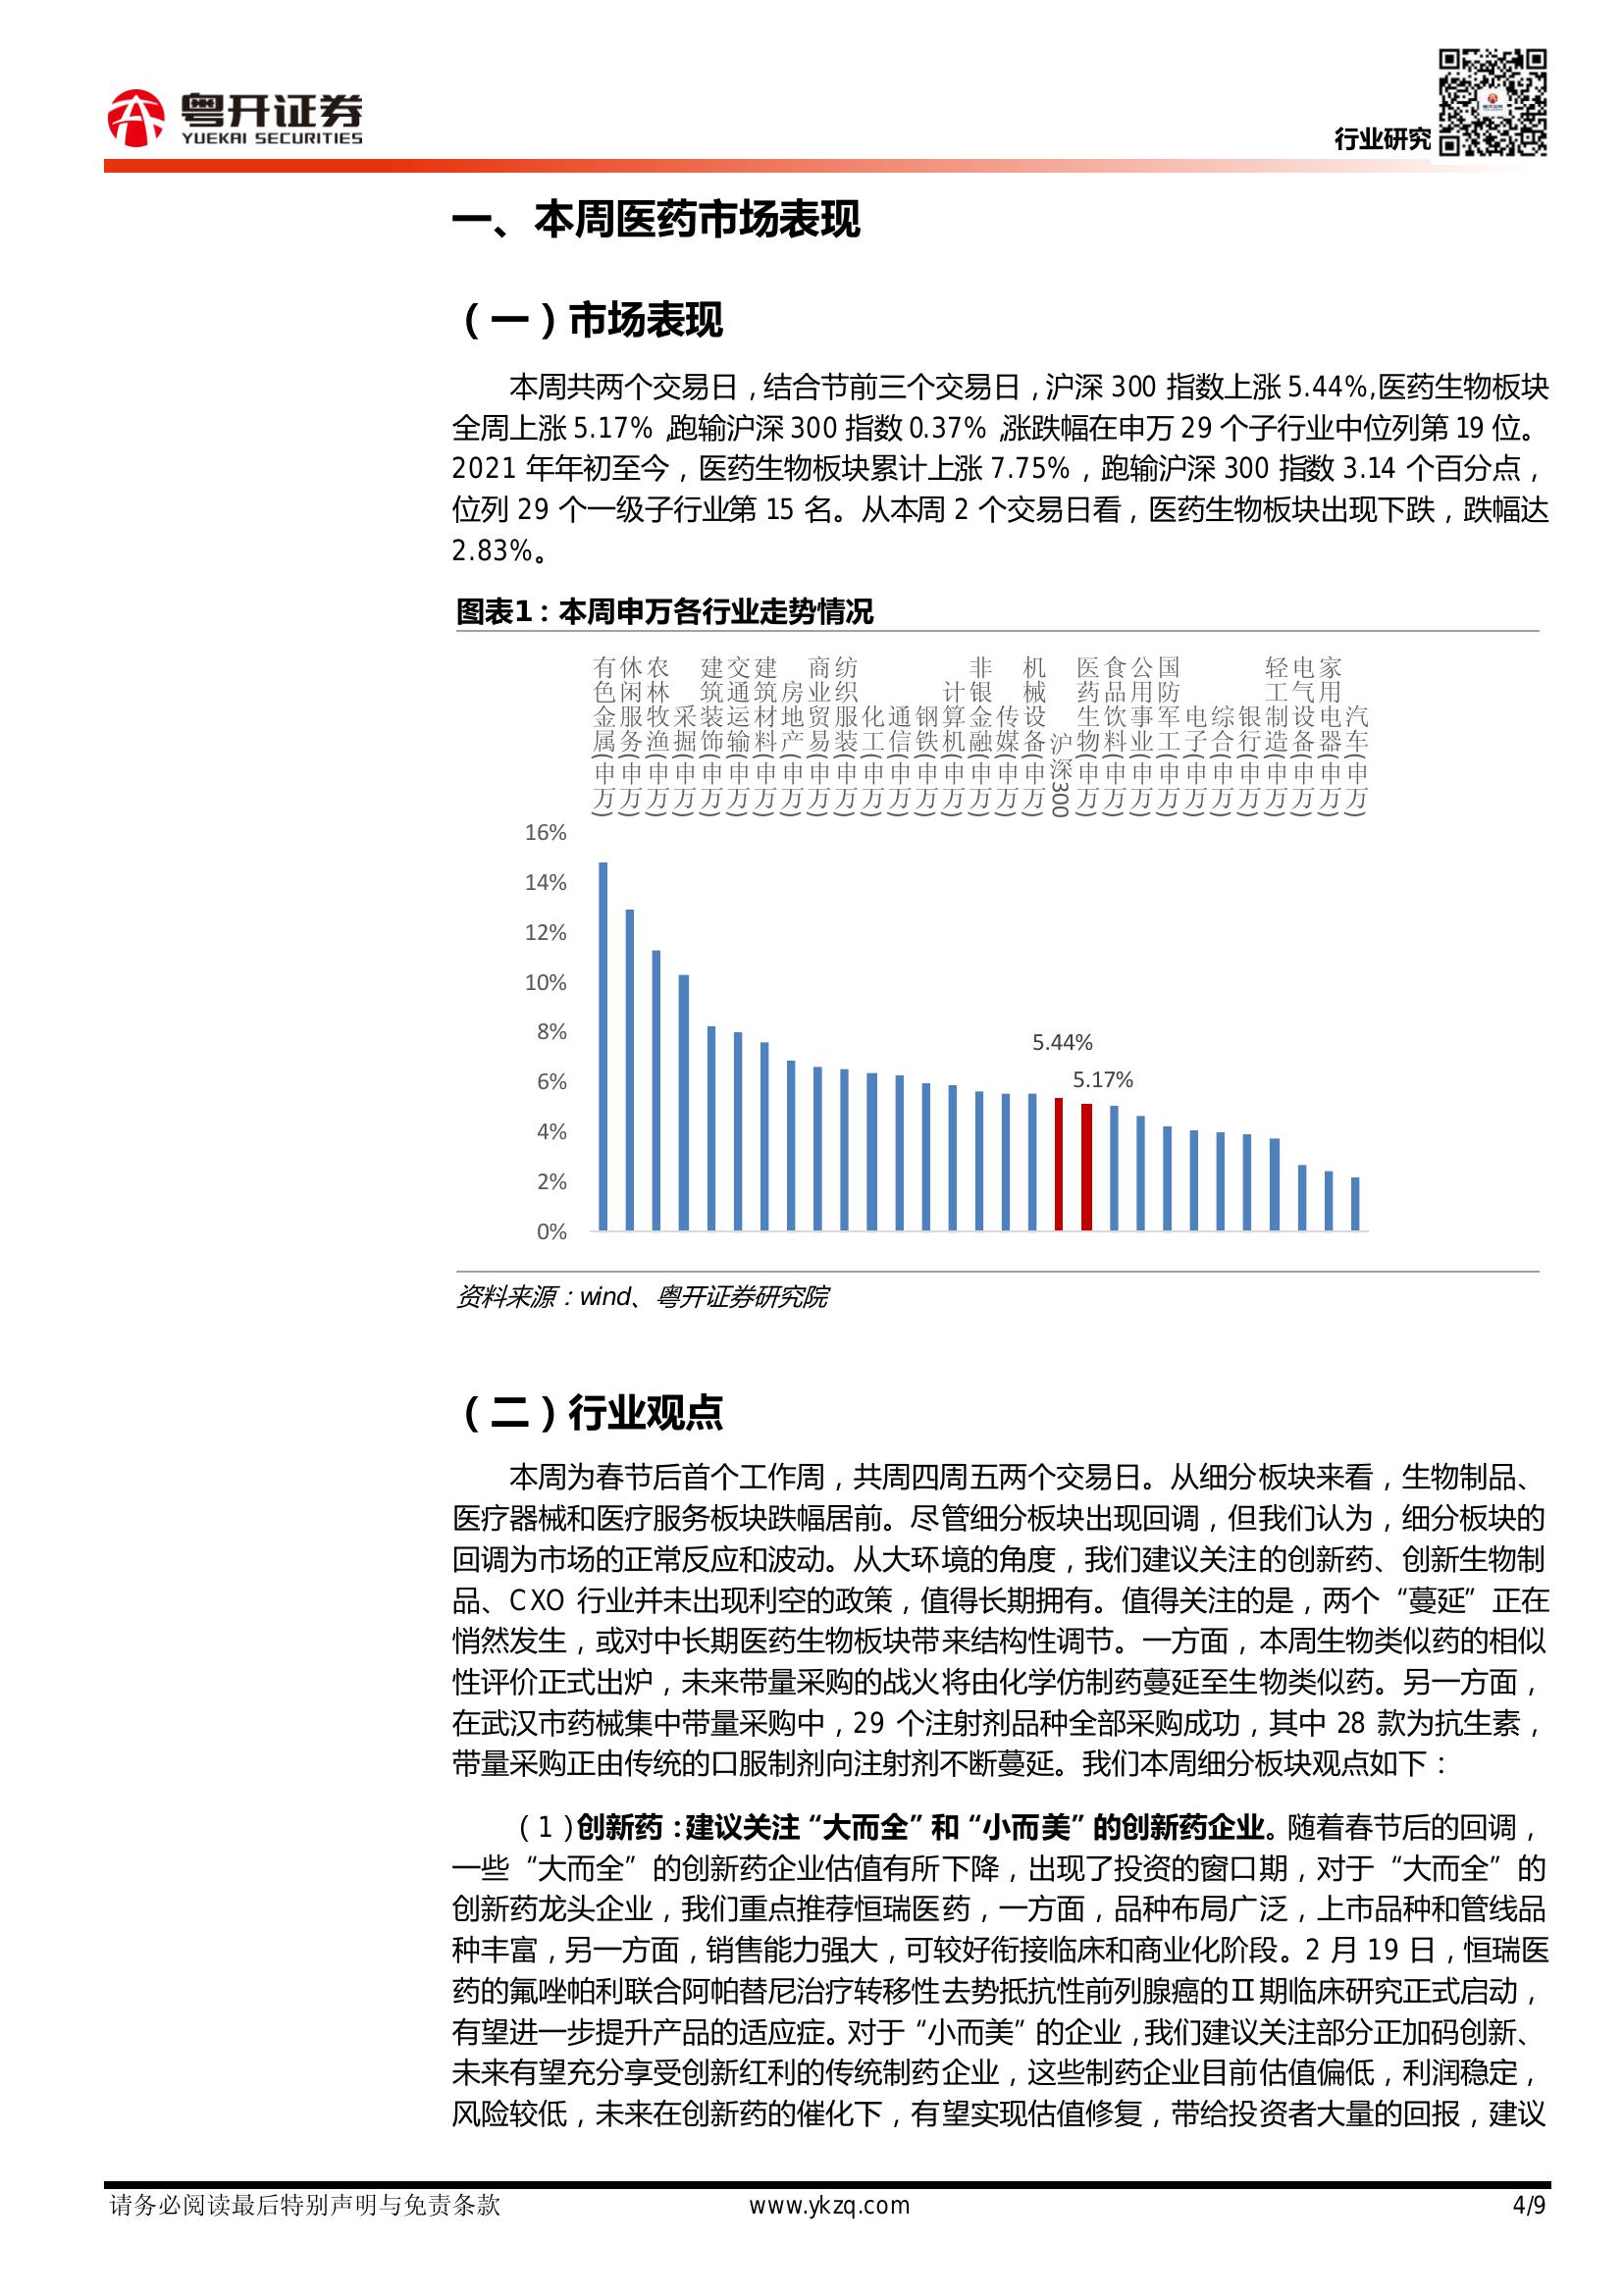 粤开证券
YUEKAI SECURITIES
行业研究
一、本周医药市场表现
（一）市场表现
本周共两个交易日，结合节前三个交易日，沪深 300 指数上涨 5.44%,医药生物板块
全周上涨 5.17%，跑输沪深 300 指数 0.37%，涨跌幅在申万 29 个子行业中位列第 19 位。
2021 年年初至今，医药生物板块累计上涨 7.75%，跑输沪深 300 指数 3.14 个百分点，
位列 29 个一级子行业第 15 名。从本周 2 个交易日看，医药生物板块出现下跌，跌幅达
2.83%。
图表1：本周申万各行业走势情况
有色金属(申万)
休闲服务(申万)
农林牧渔(申万)
采掘(申万)
建筑装饰(申万)
交通运输(申万)
建筑材料(申万)
房地产(申万)
商业贸易(申万)
纺织服装(申万)
化工(申万)
通信(申万)
钢铁(申万)
计算机(申万)
非银金融(申万)
传媒(申万)
机械设备(申万)
沪深300
医药生物(申万)
食品饮料(申万)
公用事业(申万)
国防军工(申万)
电子(申万)
综合(申万)
银行(申万)
轻工制造(申万)
电气设备(申万)
家用电器(申万)
汽车(申万)
16%
14%
12%
10%
8%
6%
4%
2%
0%
5.44%
5.17%
资料来源：wind、粤开证券研究院
（二）行业观点
本周为春节后首个工作周，共周四周五两个交易日。从细分板块来看，生物制品、
医疗器械和医疗服务板块跌幅居前。尽管细分板块出现回调，但我们认为，细分板块的
回调为市场的正常反应和波动。从大环境的角度，我们建议关注的创新药、创新生物制
品、CXO 行业并未出现利空的政策，值得长期拥有。值得关注的是，两个“蔓延”正在
悄然发生，或对中长期医药生物板块带来结构性调节。一方面，本周生物类似药的相似
性评价正式出炉，未来带量采购的战火将由化学仿制药蔓延至生物类似药。另一方面，
在武汉市药械集中带量采购中，29 个注射剂品种全部采购成功，其中 28 款为抗生素，
带量采购正由传统的口服制剂向注射剂不断蔓延。我们本周细分板块观点如下：
（1）创新药：建议关注“大而全”和“小而美”的创新药企业。随着春节后的回调，
一些“大而全”的创新药企业估值有所下降，出现了投资的窗口期，对于“大而全”的
创新药龙头企业，我们重点推荐恒瑞医药，一方面，品种布局广泛，上市品种和管线品
种丰富，另一方面，销售能力强大，可较好衔接临床和商业化阶段。2 月 19 日，恒瑞医
药的氟唑帕利联合阿帕替尼治疗转移性去势抵抗性前列腺癌的Ⅱ期临床研究正式启动，
有望进一步提升产品的适应症。对于“小而美”的企业，我们建议关注部分正加码创新、
未来有望充分享受创新红利的传统制药企业，这些制药企业目前估值偏低，利润稳定，
风险较低，未来在创新药的催化下，有望实现估值修复，带给投资者大量的回报，建议
请务必阅读最后特别声明与免责条款
www.ykzq.com
4/9